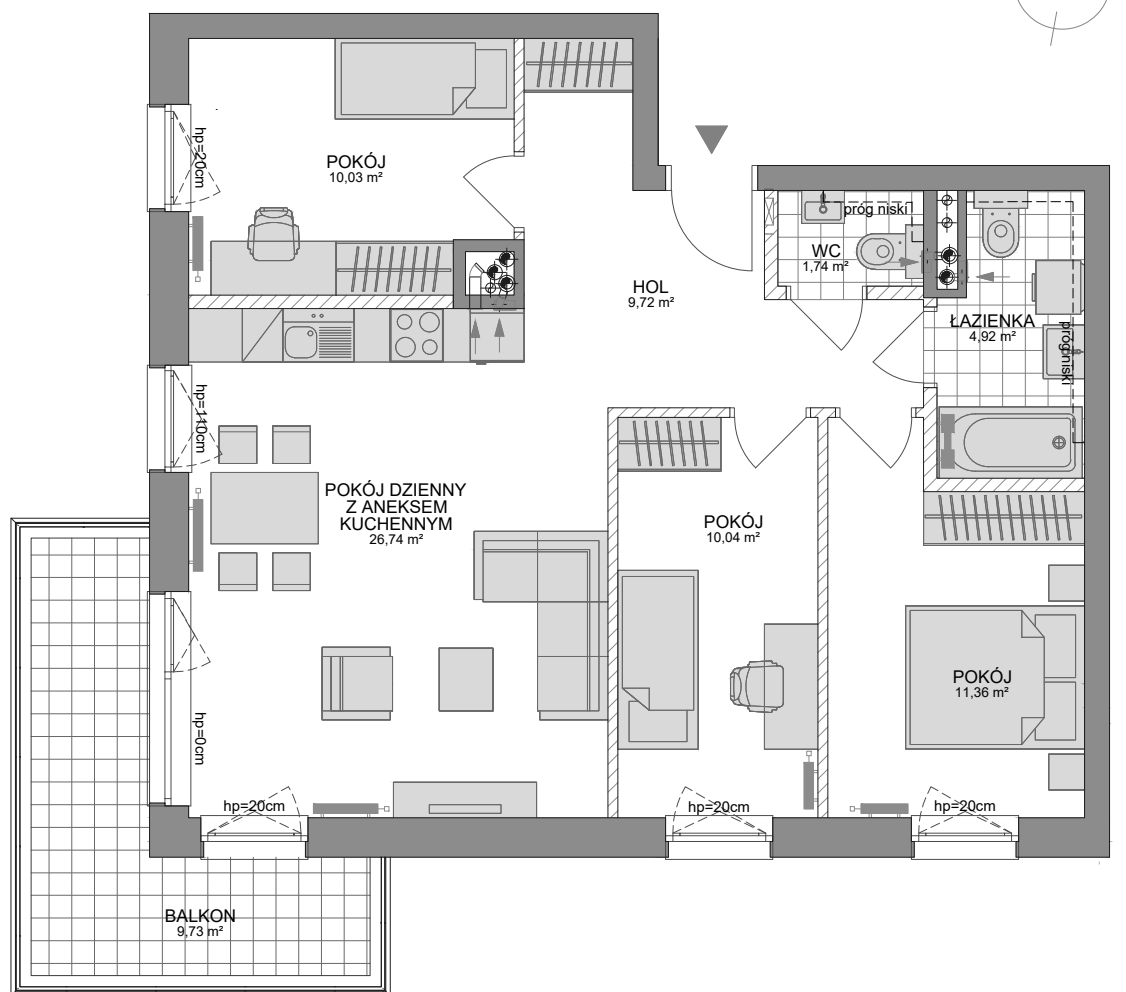 hp=20cm
POKÓJ
10,03 m²
próg niski
WC
1,74 m²
HOL
9,72 m²
ŁAZIENKA
4,92 m²
próg niski
hp=110cm
POKÓJ DZIENNY
Z ANEKSEM
KUCHENNYM
26,74 m²
POKÓJ
10,04 m²
POKÓJ
11,36 m²
hp=0cm
hp=20cm
hp=20cm
hp=20cm
BALKON
9,73 m²